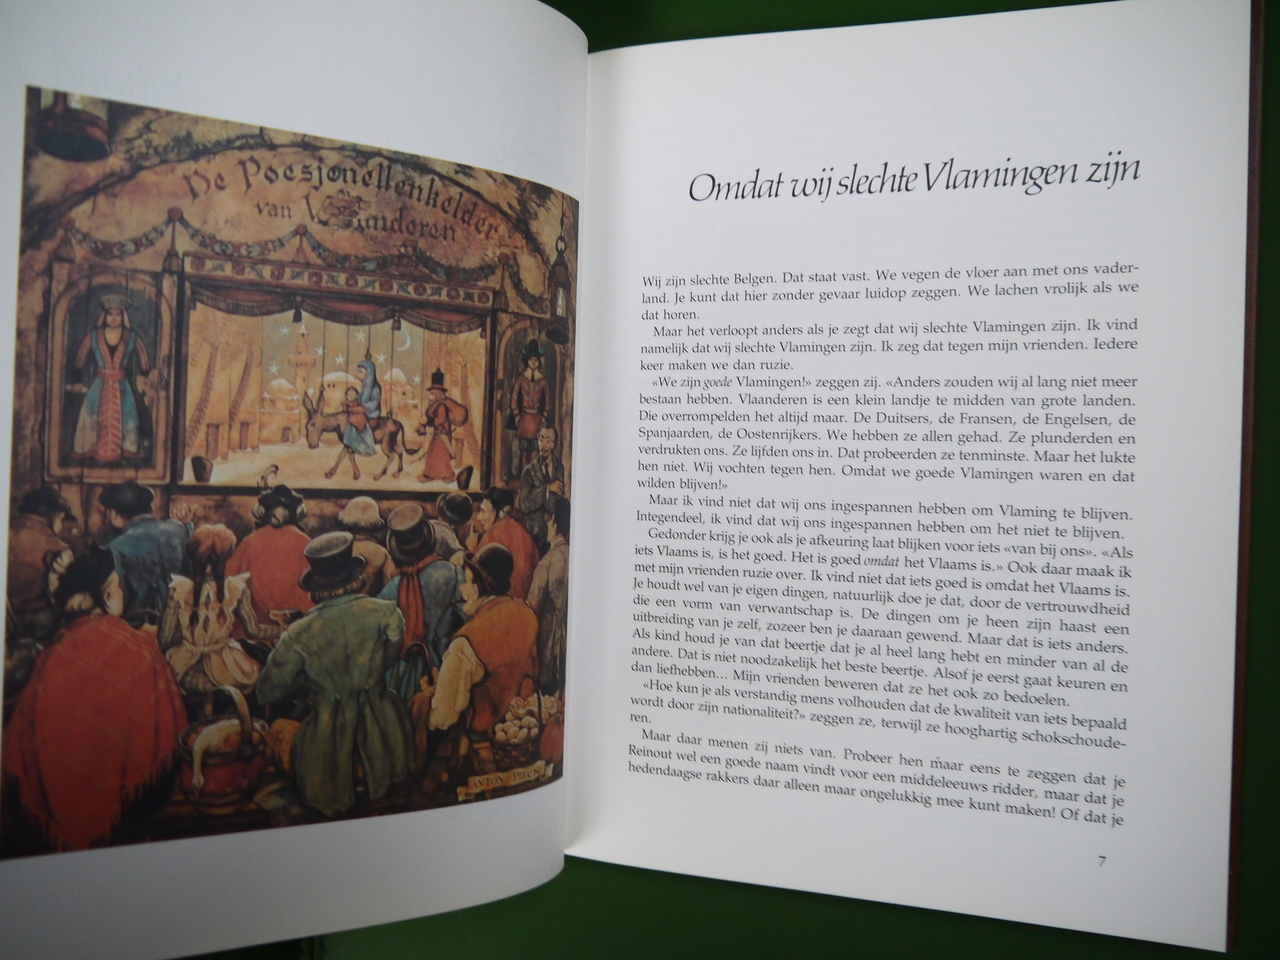 De Poesjenellenkelder
van Vlaanderen
ANTON PIECK
Omdat wij slechte Vlamingen zijn
Wij zijn slechte Belgen. Dat staat vast. We vegen de vloer aan met ons vader-
land. Je kunt dat hier zonder gevaar luidop zeggen. We lachen vrolijk als we
dat horen.
Maar het verloopt anders als je zegt dat wij slechte Vlamingen zijn. Ik vind
namelijk dat wij slechte Vlamingen zijn. Ik zeg dat tegen mijn vrienden. Iedere
keer maken we dan ruzie.
«We zijn goede Vlamingen!» zeggen zij. «Anders zouden wij al lang niet meer
bestaan hebben. Vlaanderen is een klein landje te midden van grote landen.
Die overrompelden het altijd maar. De Duitsers, de Fransen, de Engelsen, de
Spanjaarden, de Oostenrijkers. We hebben ze allen gehad. Ze plunderden en
verdrukten ons. Ze lijfden ons in. Dat probeerden ze tenminste. Maar het lukte
hen niet. Wij vochten tegen hen. Omdat we goede Vlamingen waren en dat
wilden blijven!»
Maar ik vind niet dat wij ons ingespannen hebben om Vlaming te blijven.
Integendeel, ik vind dat wij ons ingespannen hebben om het niet te blijven.
Gedonder krijg je ook als je afkeuring laat blijken voor iets «van bij ons». «Als
iets Vlaams is, is het goed. Het is goed omdat het Vlaams is.» Ook daar maak ik
met mijn vrienden ruzie over. Ik vind niet dat iets goed is omdat het Vlaams is.
Je houdt wel van je eigen dingen, natuurlijk doe je dat, door de vertrouwdheid
die een vorm van verwantschap is. De dingen om je heen zijn haast een
uitbreiding van je zelf, zozeer ben je daaraan gewend. Maar dat is iets anders.
Als kind houd je van dat beertje dat je al heel lang hebt en minder van al de
andere. Dat is niet noodzakelijk het beste beertje. Alsof je eerst gaat keuren en
dan liefhebben... Mijn vrienden beweren dat ze het ook zo bedoelen.
«Hoe kun je als verstandig mens volhouden dat de kwaliteit van iets bepaald
wordt door zijn nationaliteit?» zeggen ze, terwijl ze hooghartig schokschoude-
ren.
Maar daar menen zij niets van. Probeer hen maar eens te zeggen dat je
Reinout wel een goede naam vindt voor een middeleeuws ridder, maar dat je
hedendaagse rakkers daar alleen maar ongelukkig mee kunt maken! Of dat je
7